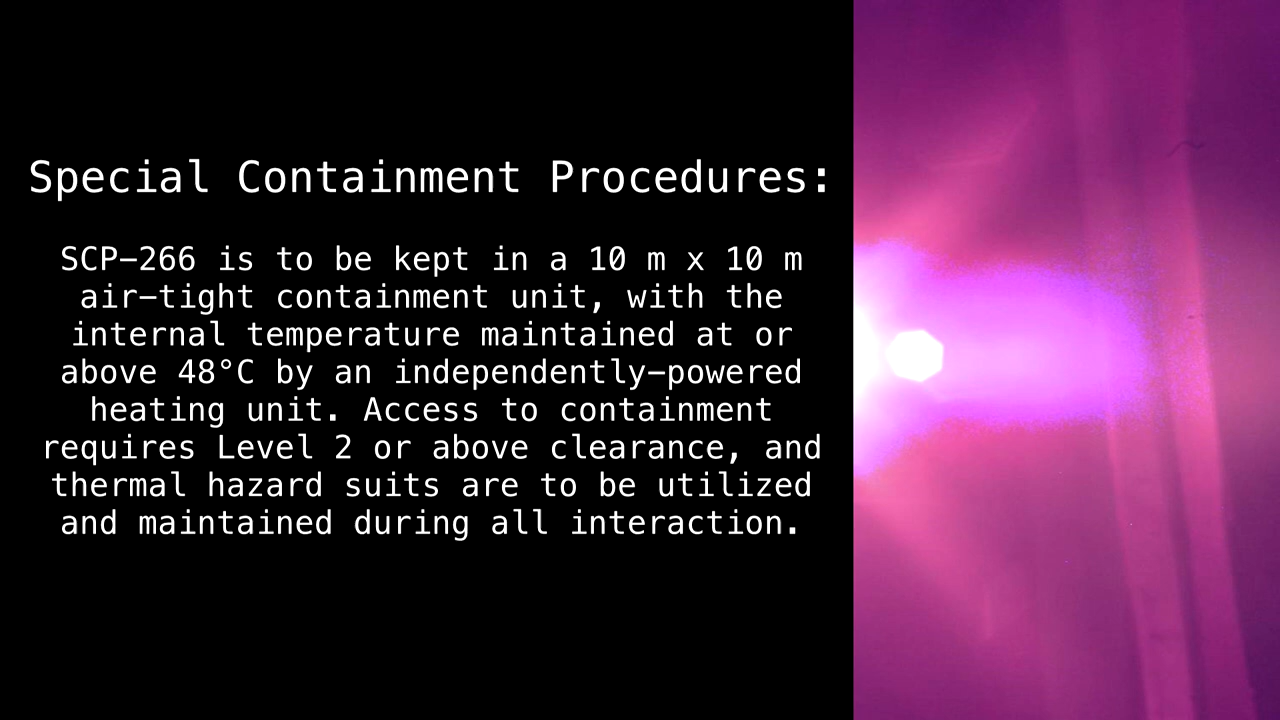 Special Containment Procedures:
SCP–266 is to be kept in a 10 m x 10 m
air–tight containment unit, with the
internal temperature maintained at or
above 48°C by an independently–powered
heating unit. Access to containment
requires Level 2 or above clearance, and
thermal hazard suits are to be utilized
and maintained during all interaction.